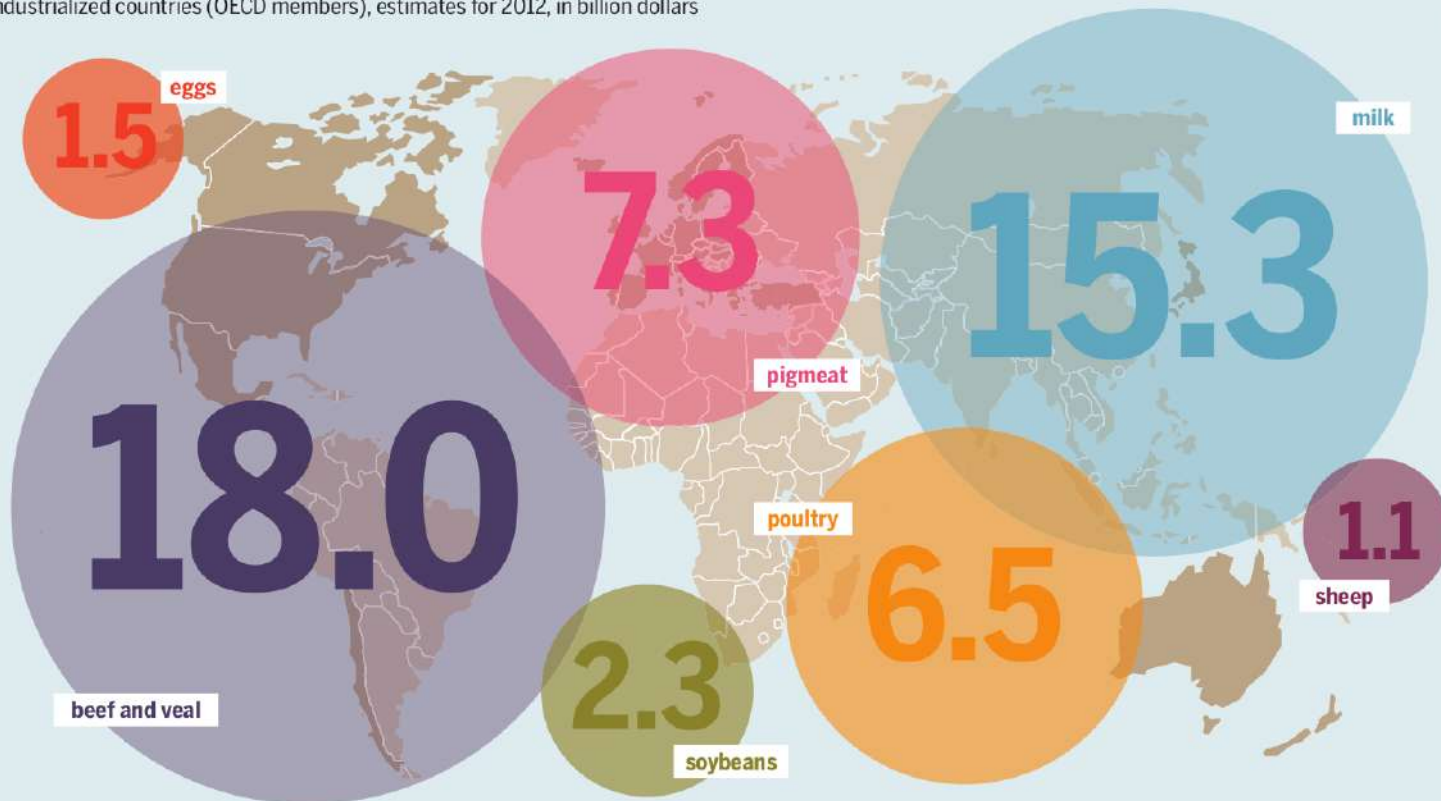 industrialized countries (OECD members), estimates for 2012, in billion dollars
eggs
1.5
7.3
pigmeat
milk
15.3
18.0
beef and veal
poultry
6.5
2.3
soybeans
1.1
sheep